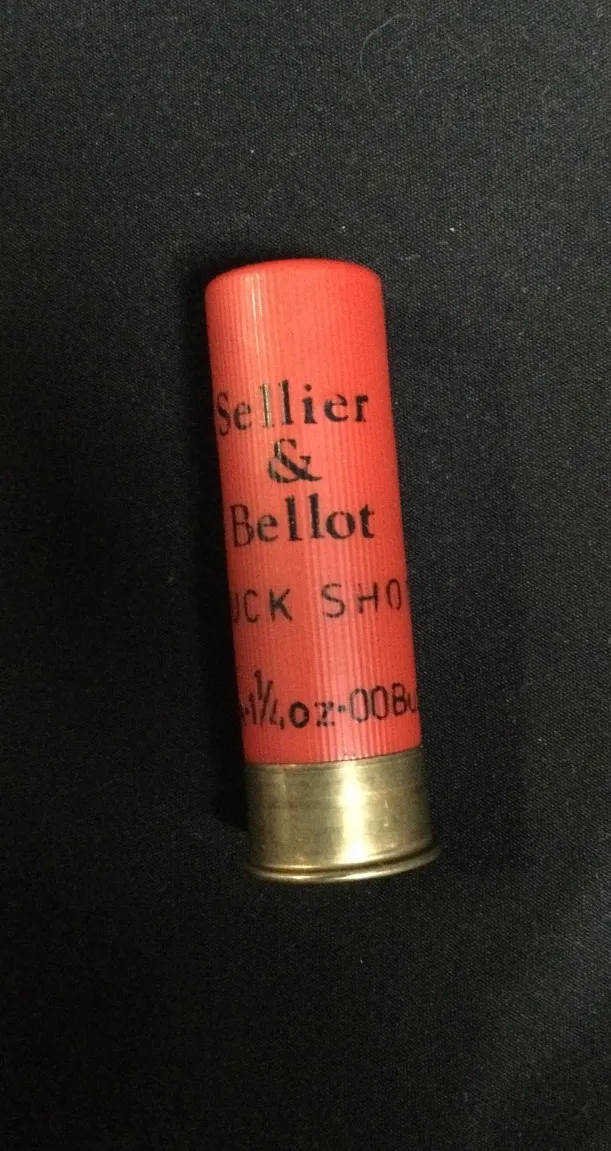 Sellier
&
Bellot
UCK SHO
1¼oz-00Bu